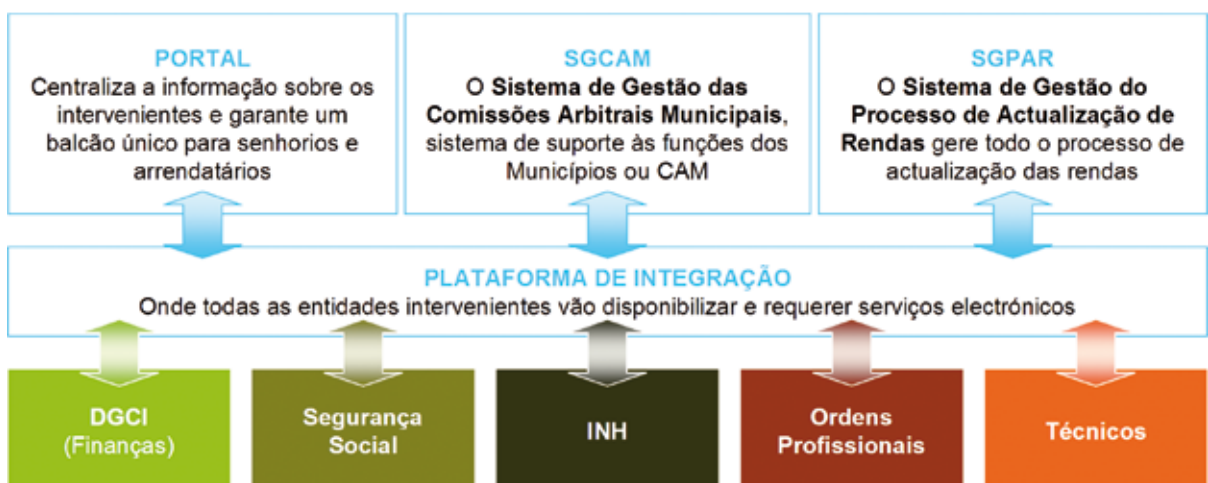 PORTAL
Centraliza a informação sobre os
intervenientes e garante um
balcão único para senhorios e
arrendatários
SGCAM
O Sistema de Gestão das
Comissões Arbitrais Municipais,
sistema de suporte às funções dos
Municípios ou CAM
SGPAR
O Sistema de Gestão do
Processo de Actualização de
Rendas gere todo o processo de
actualização das rendas
PLATAFORMA DE INTEGRAÇÃO
Onde todas as entidades intervenientes vão disponibilizar e requerer serviços electrónicos
DGCI
(Finanças)
Segurança
Social
INH
Ordens
Profissionais
Técnicos